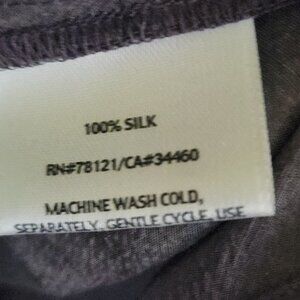 100% SILK
RN#78121/CA#34460
MACHINE WASH COLD,
SEPARATELY, GENTLE CYCLE, USE